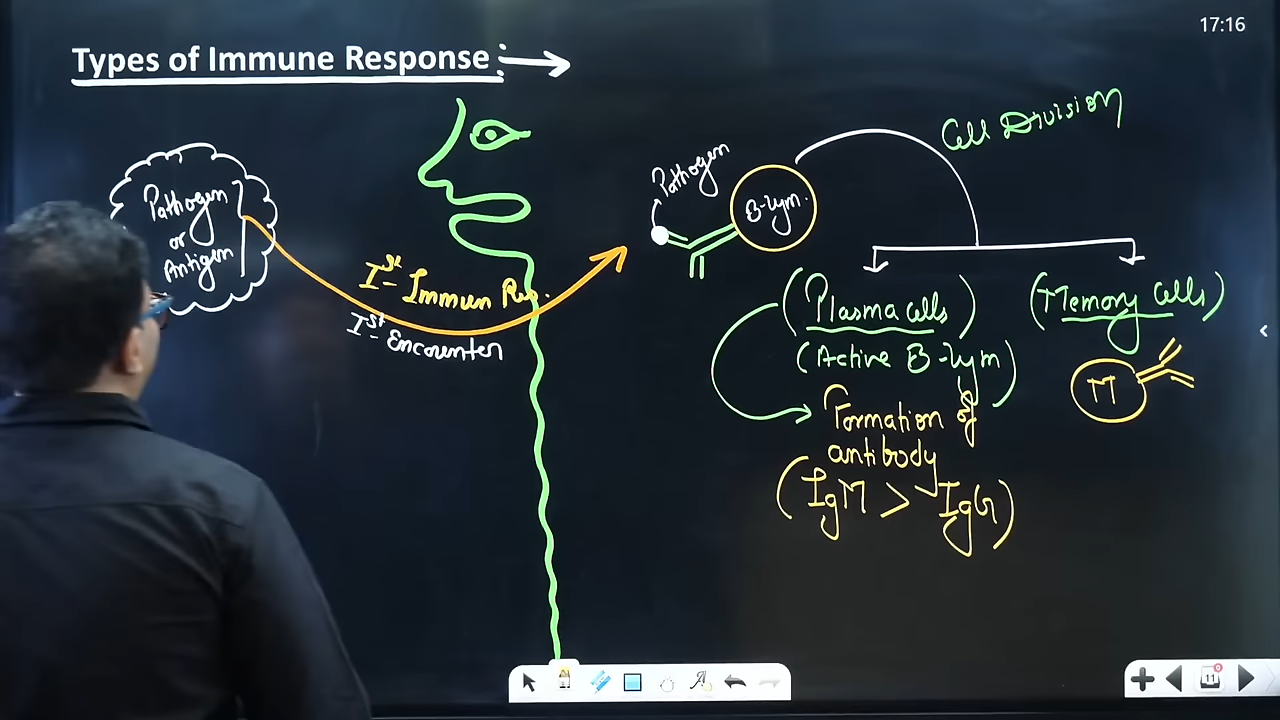 17:16
Types of Immune Response :
Cell Division
Pathogen
or
Antigen
Pathogen
B-Lym.
Ist Immun Res.
Ist Encounter
(Plasma cells)
(Active B-Lym)
Formation of
antibody
(IgM > IgG)
(Memory Cells)
M
11